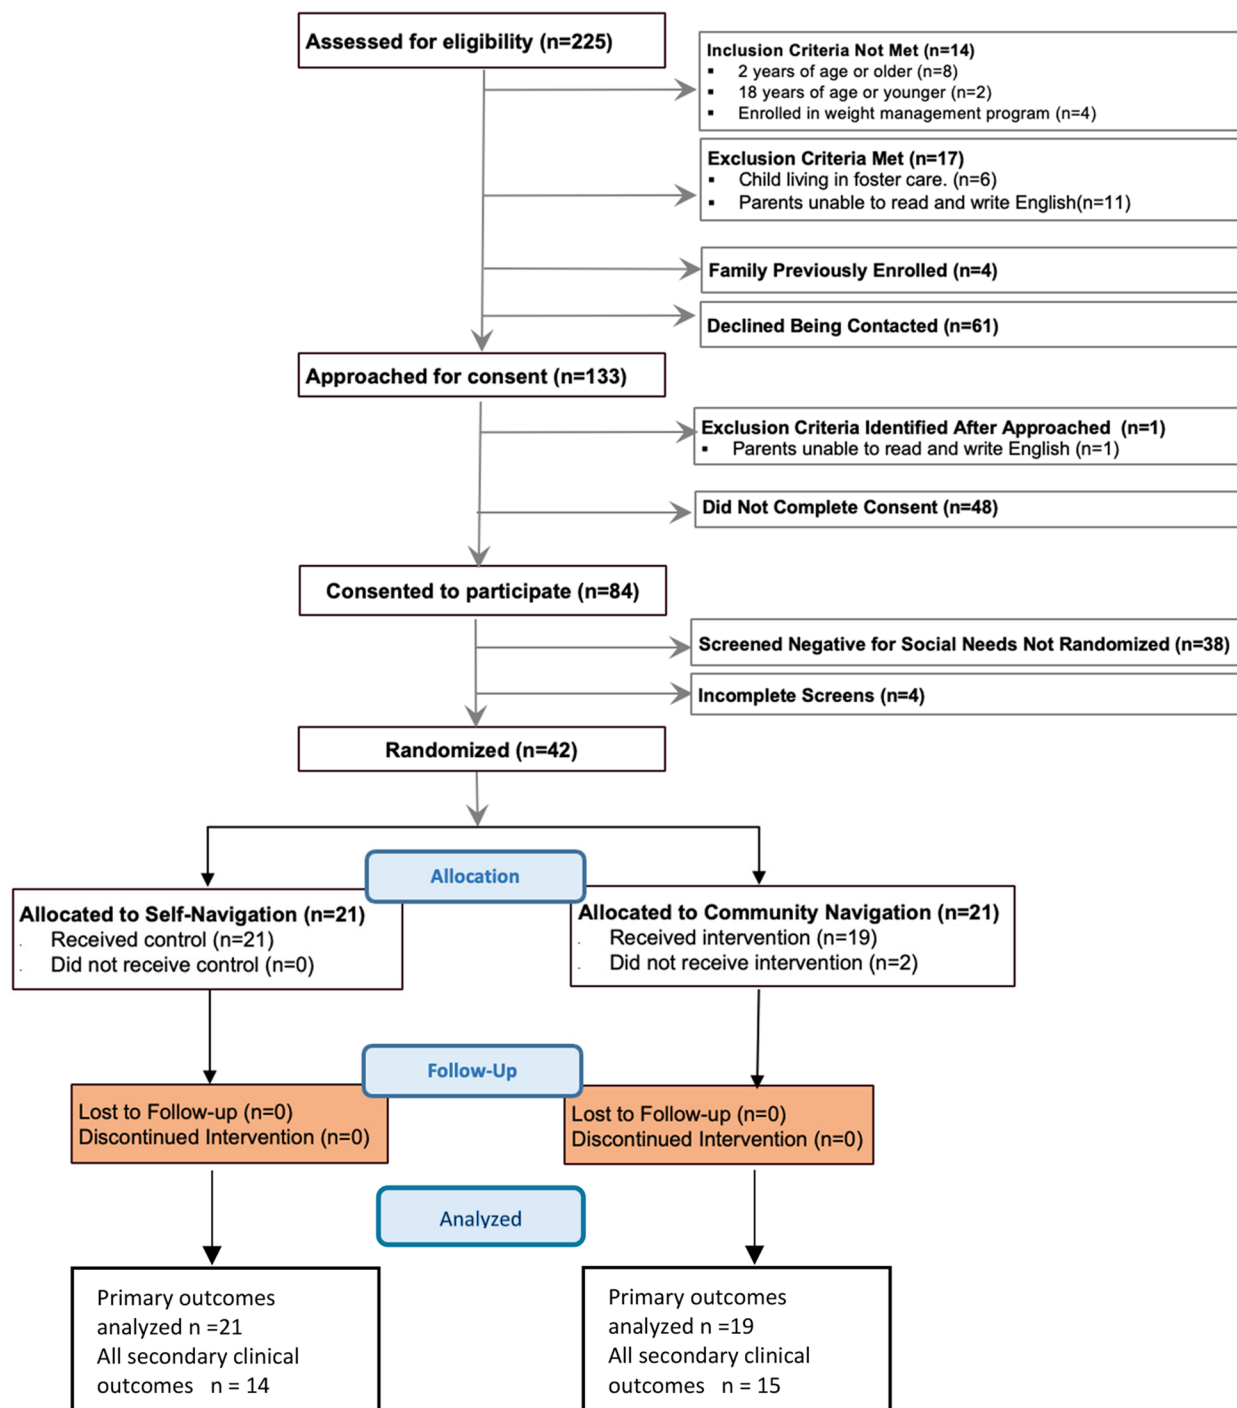 Assessed for eligibility (n=225)
Inclusion Criteria Not Met (n=14)
▪ 2 years of age or older (n=8)
▪ 18 years of age or younger (n=2)
▪ Enrolled in weight management program (n=4)
Exclusion Criteria Met (n=17)
▪ Child living in foster care. (n=6)
▪ Parents unable to read and write English(n=11)
Family Previously Enrolled (n=4)
Declined Being Contacted (n=61)
Approached for consent (n=133)
Exclusion Criteria Identified After Approached (n=1)
▪ Parents unable to read and write English (n=1)
Did Not Complete Consent (n=48)
Consented to participate (n=84)
Screened Negative for Social Needs Not Randomized (n=38)
Incomplete Screens (n=4)
Randomized (n=42)
Allocation
Allocated to Self-Navigation (n=21)
. Received control (n=21)
. Did not receive control (n=0)
Allocated to Community Navigation (n=21)
. Received intervention (n=19)
. Did not receive intervention (n=2)
Follow-Up
Lost to Follow-up (n=0)
Discontinued Intervention (n=0)
Lost to Follow-up (n=0)
Discontinued Intervention (n=0)
Analyzed
Primary outcomes
analyzed n =21
All secondary clinical
outcomes n = 14
Primary outcomes
analyzed n =19
All secondary clinical
outcomes n = 15